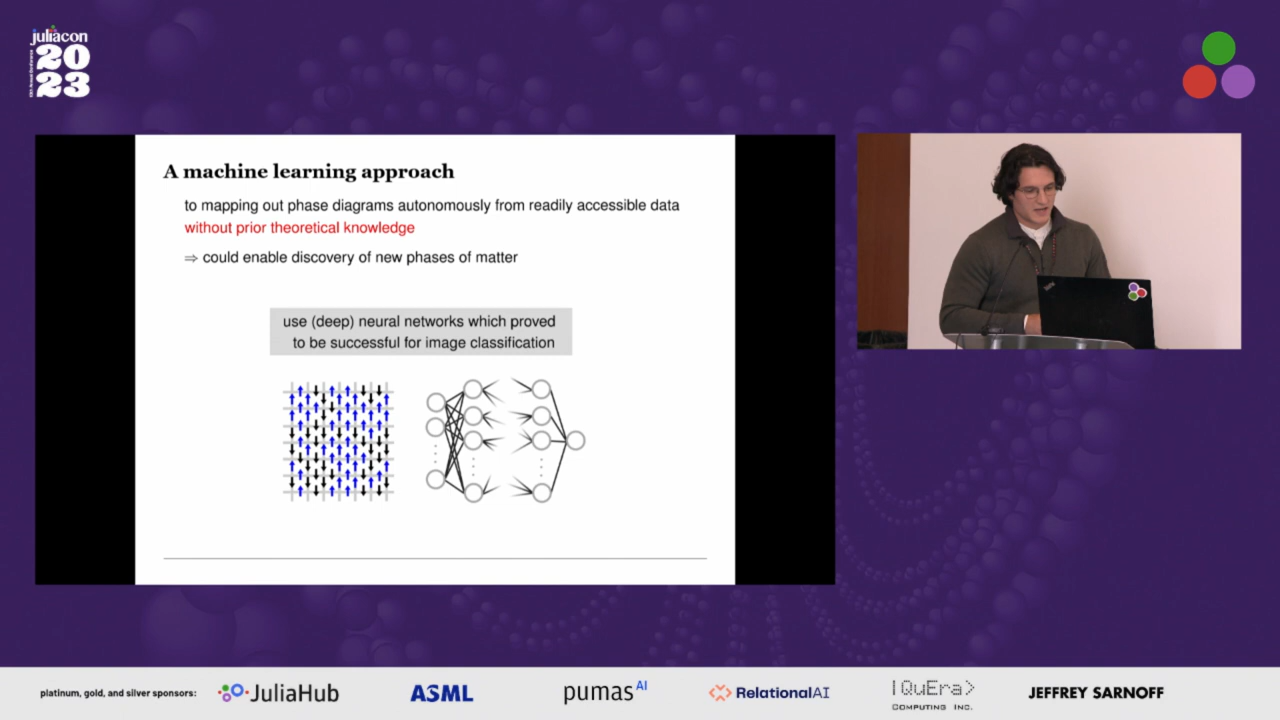 juliacon
20
23
A machine learning approach
to mapping out phase diagrams autonomously from readily accessible data
without prior theoretical knowledge
⇒ could enable discovery of new phases of matter
use (deep) neural networks which proved
to be successful for image classification
platinum, gold, and silver sponsors:
JuliaHub
ASML
pumas AI
RelationalAI
|QuEra>
COMPUTING INC.
JEFFREY SARNOFF